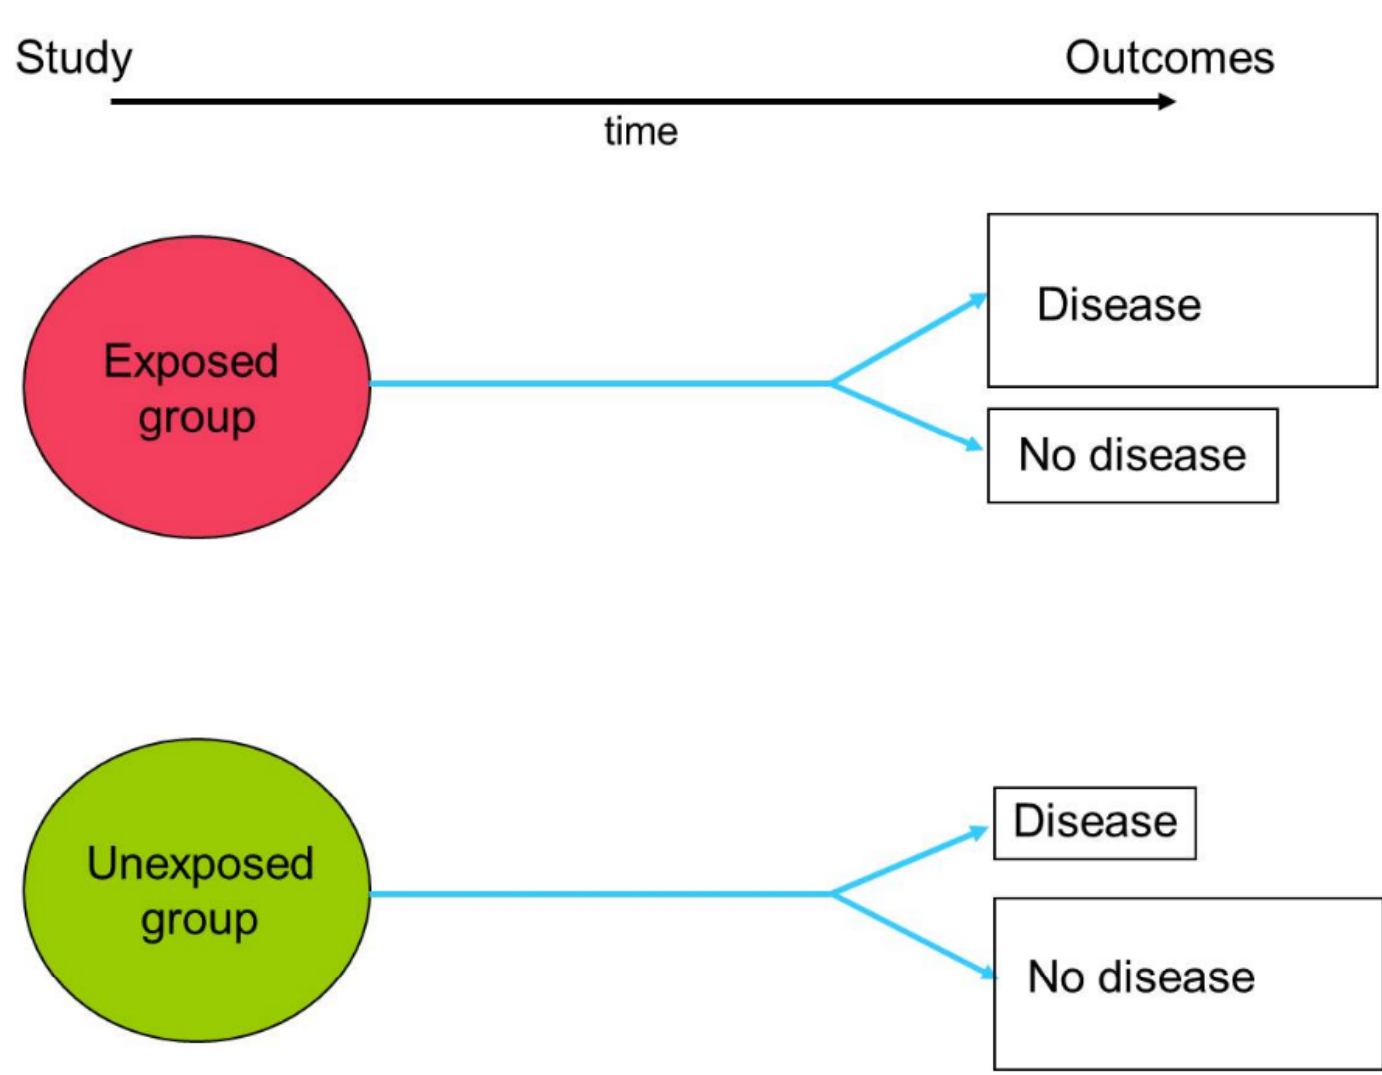 Study
Outcomes
time
Exposed
group
Disease
No disease
Unexposed
group
Disease
No disease